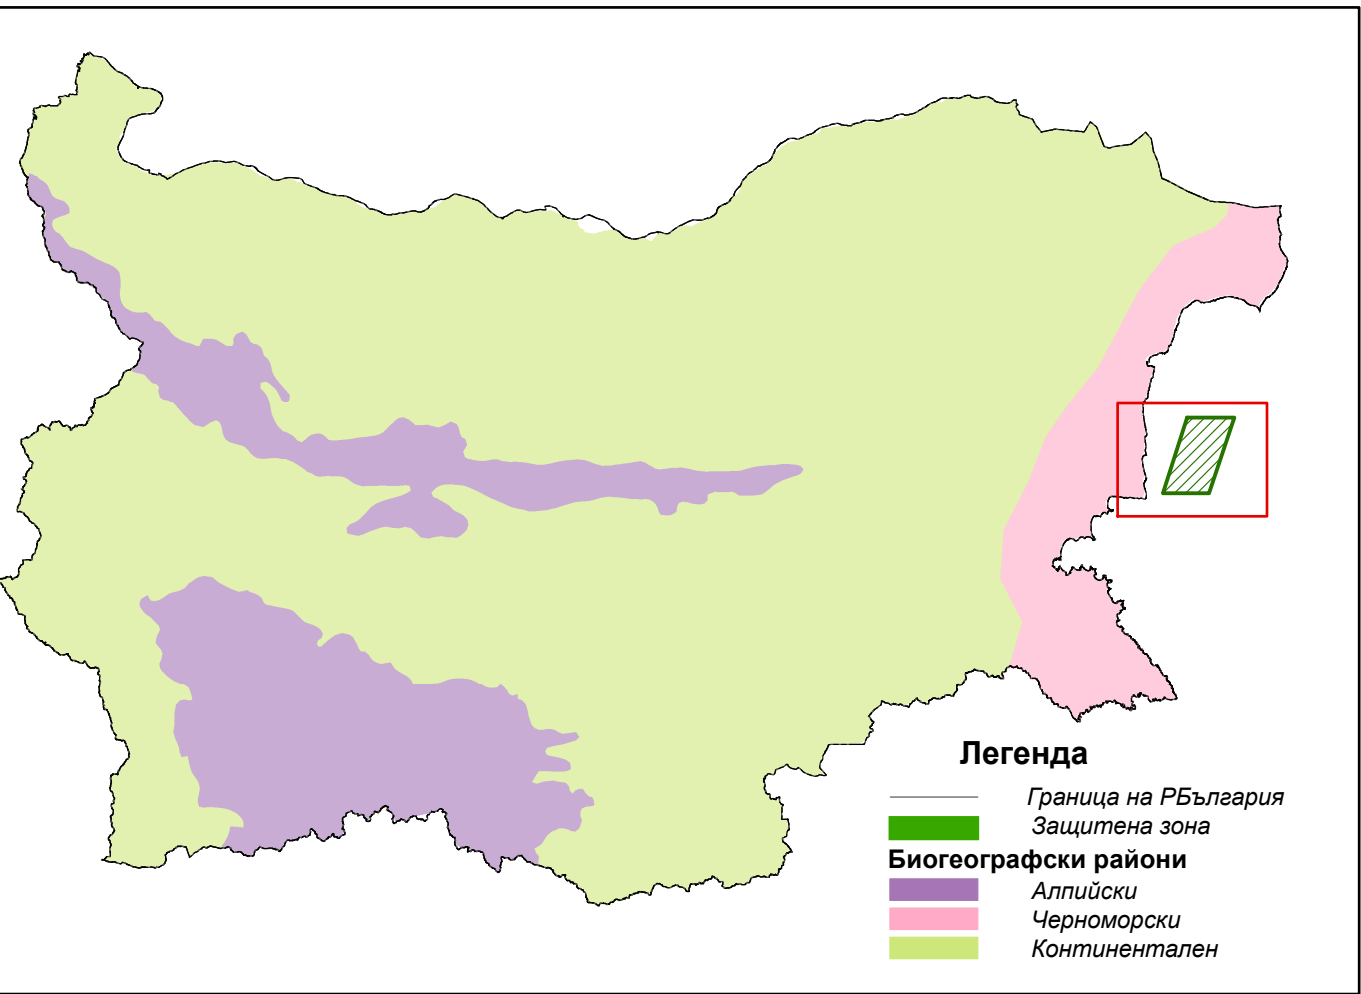 Легенда
Граница на РБългария
Защитена зона
Биогеографски райони
Алпийски
Черноморски
Континентален